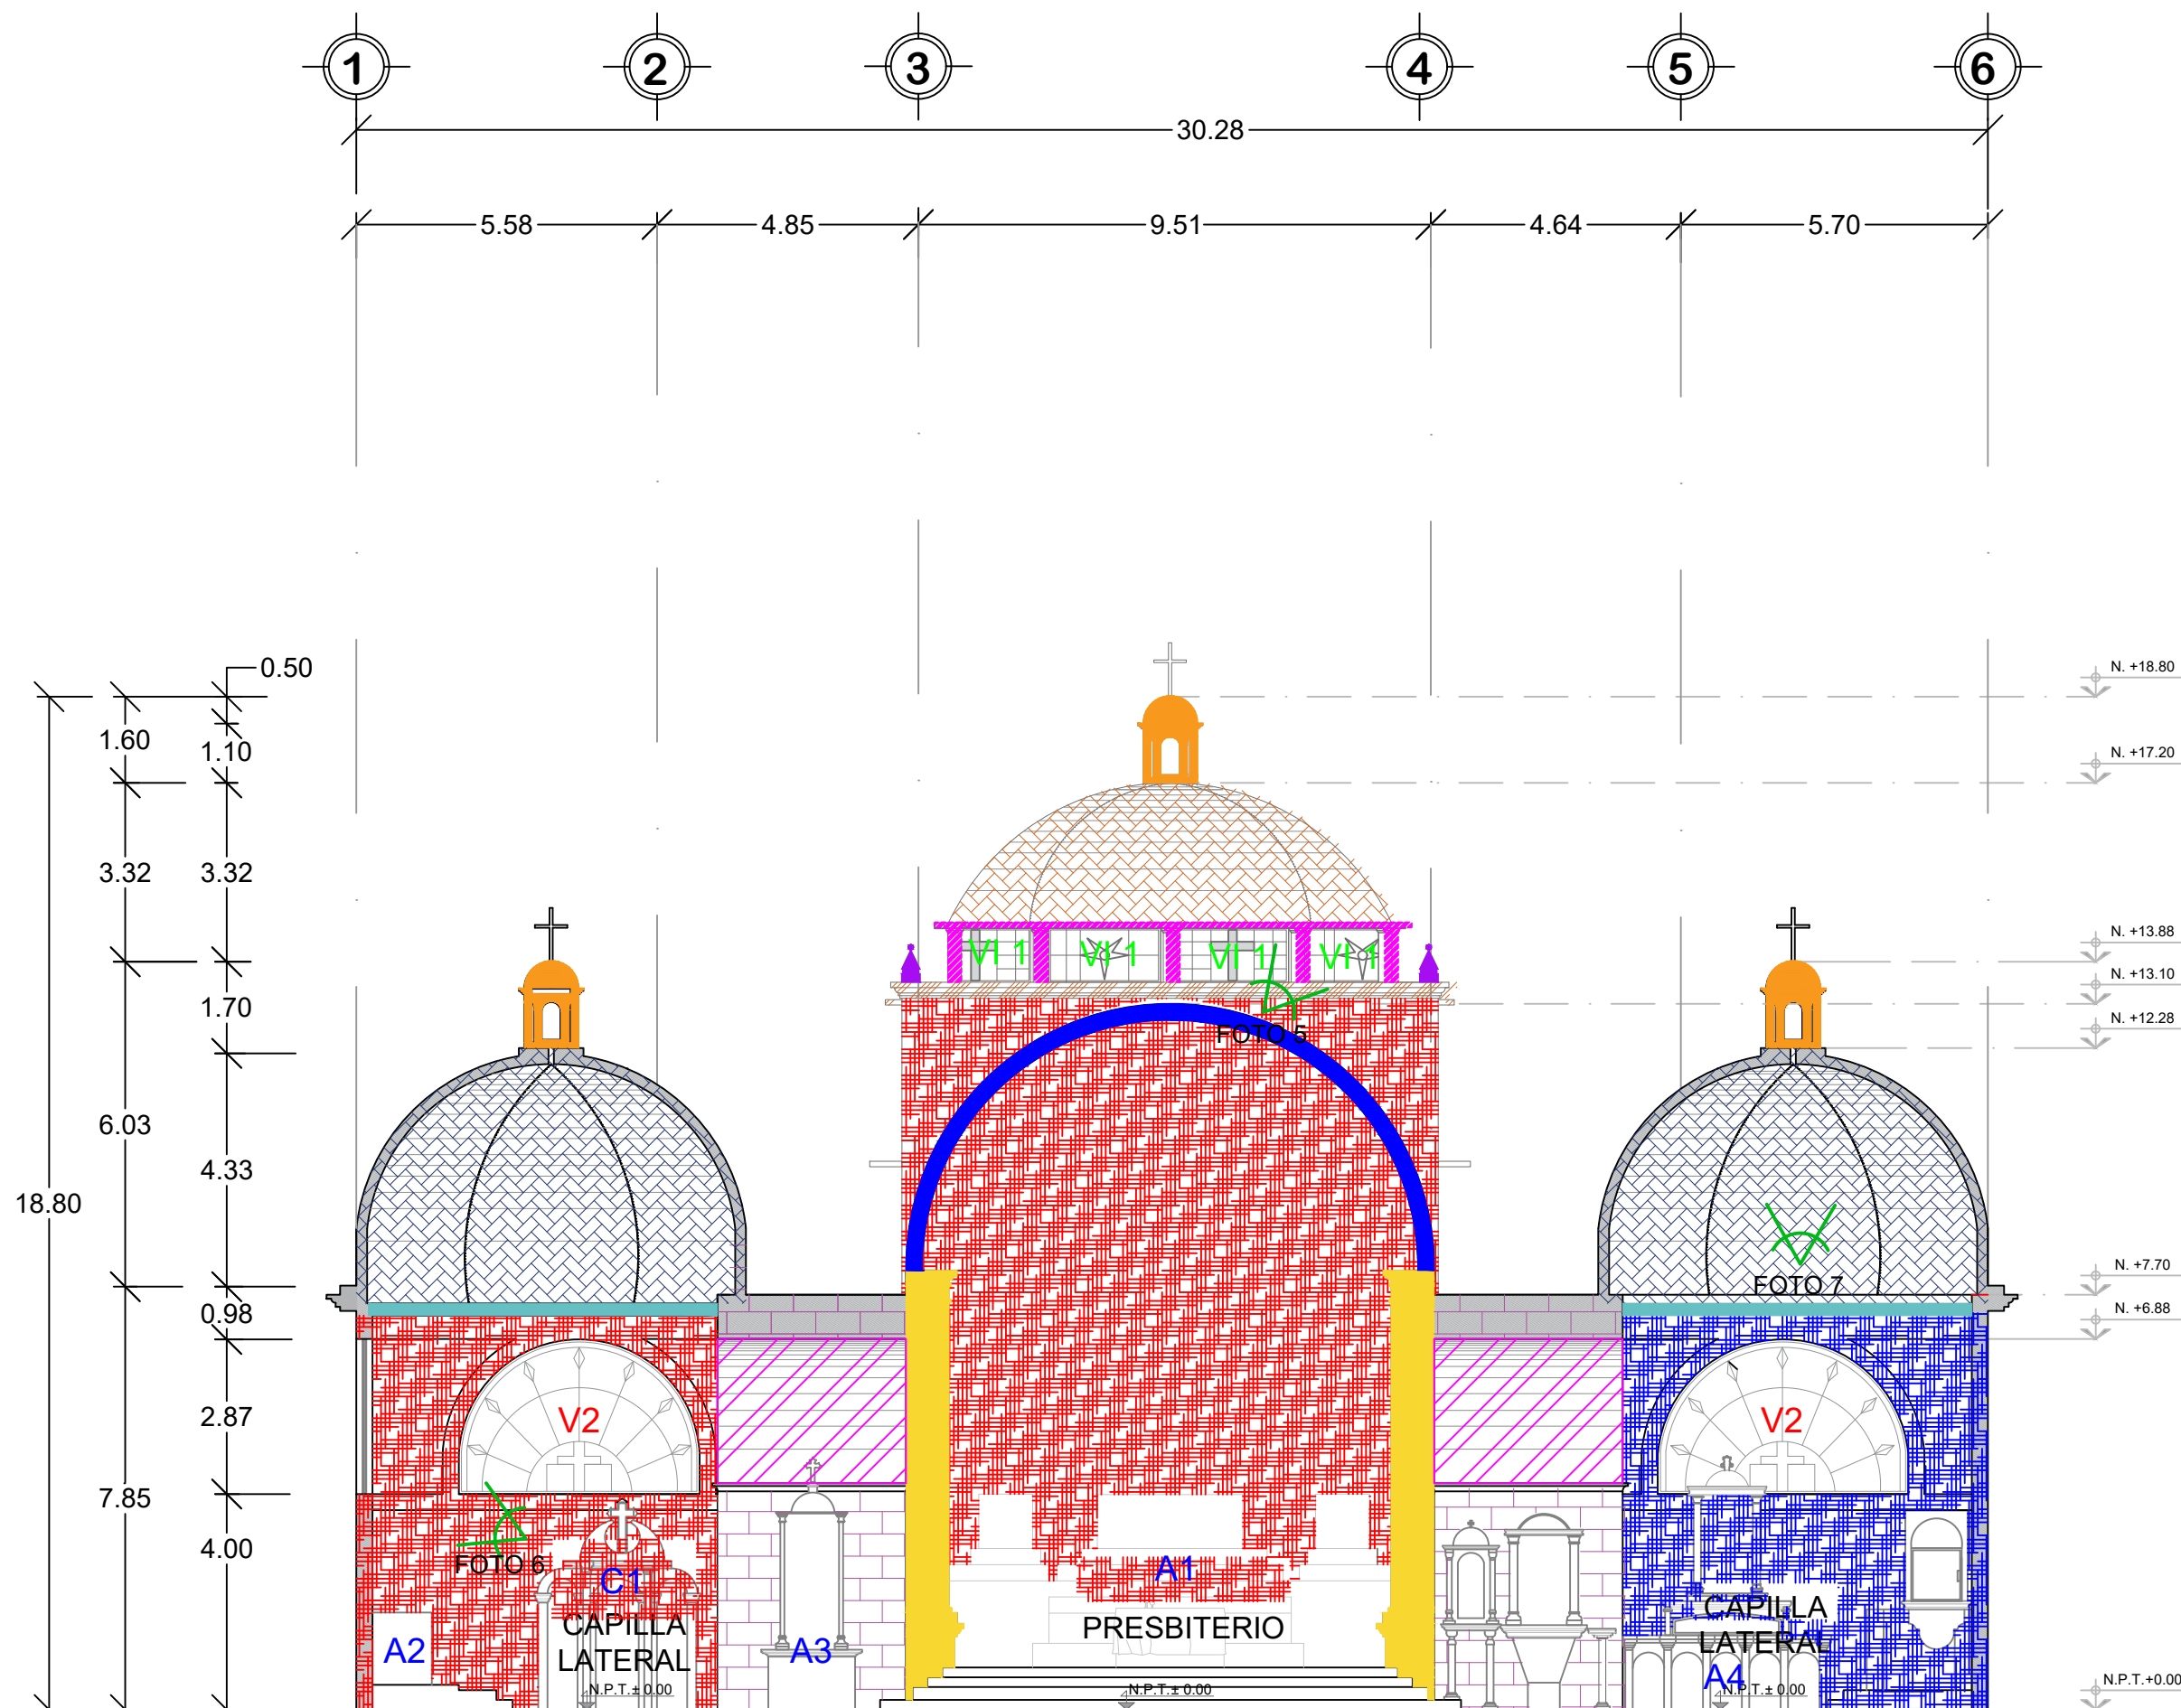 1 2 3 4 5 6
30.28
5.58 4.85 9.51 4.64 5.70
0.50
N. +18.80
1.60
1.10
N. +17.20
3.32
3.32
N. +13.88
VI 1 VI 1 VI 1 VI 1
N. +13.10
1.70
N. +12.28
FOTO 5
6.03
4.33
18.80
N. +7.70
FOTO 7
0.98
N. +6.88
2.87
V2
V2
7.85
4.00
FOTO 6
C1
A1
CAPILLA
LATERAL
PRESBITERIO
CAPILLA
LATERAL
A2
A3
A4
N.P.T.± 0.00
N.P.T.± 0.00
N.P.T.± 0.00
N.P.T.+0.00